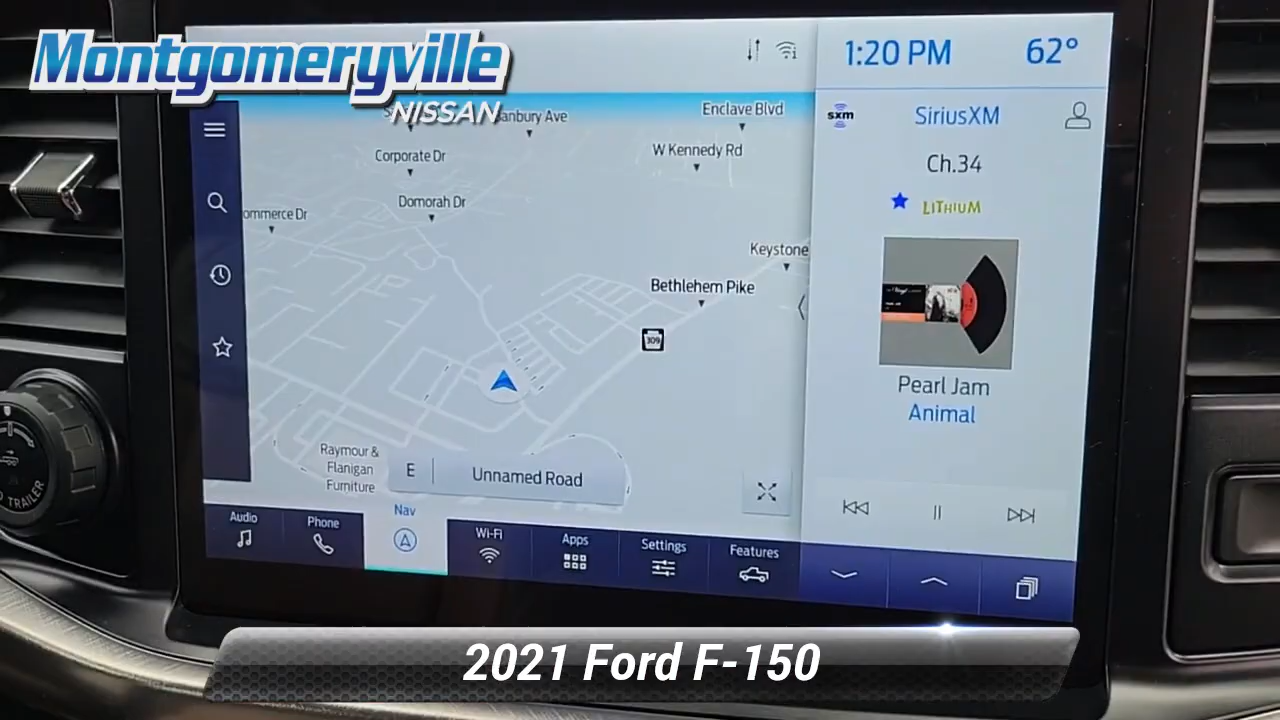 Montgomeryville
NISSAN
1:20 PM 62°
Enclave Blvd
sxm
SiriusXM
W Kennedy Rd
Corporate Dr
Ch.34
Domorah Dr
LITHIUM
Keystone
Bethlehem Pike
309
Pearl Jam
Animal
Raymour &
Flanigan
Furniture
E Unnamed Road
TRAILER
Audio
Phone
Nav
Wi-Fi
Apps
Settings
Features
2021 Ford F-150